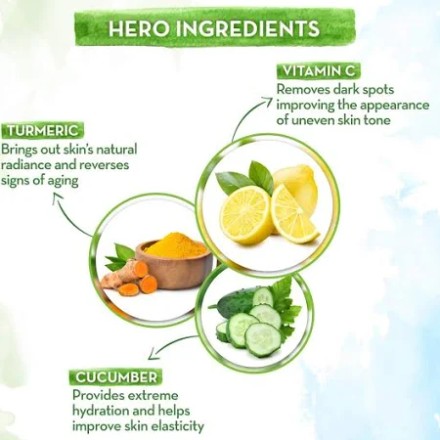 HERO INGREDIENTS
VITAMIN C
Removes dark spots
improving the appearance
of uneven skin tone
TURMERIC
Brings out skin's natural
radiance and reverses
signs of aging
CUCUMBER
Provides extreme
hydration and helps
improve skin elasticity